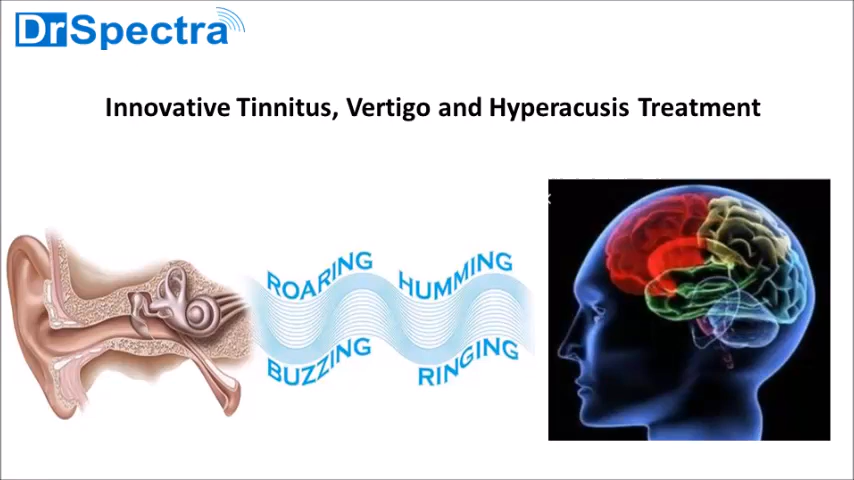 DrSpectra
Innovative Tinnitus, Vertigo and Hyperacusis Treatment
ROARING HUMMING
BUZZING RINGING